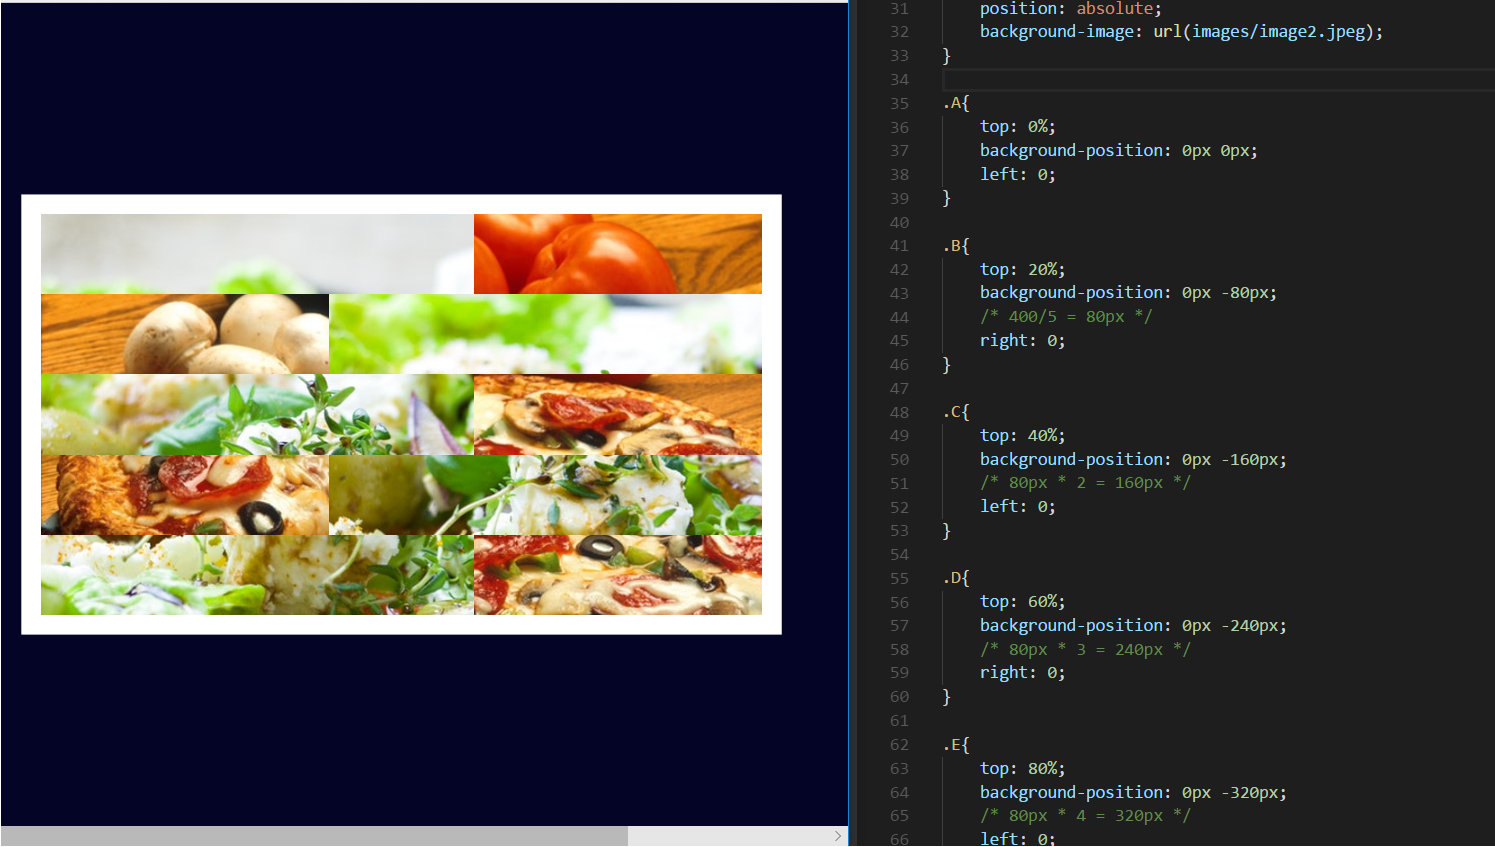 31 position: absolute;
32 background-image: url(images/image2.jpeg);
33 }
34
35 .A{
36 top: 0%;
37 background-position: 0px 0px;
38 left: 0;
39 }
40
41 .B{
42 top: 20%;
43 background-position: 0px -80px;
44 /* 400/5 = 80px */
45 right: 0;
46 }
47
48 .C{
49 top: 40%;
50 background-position: 0px -160px;
51 /* 80px * 2 = 160px */
52 left: 0;
53 }
54
55 .D{
56 top: 60%;
57 background-position: 0px -240px;
58 /* 80px * 3 = 240px */
59 right: 0;
60 }
61
62 .E{
63 top: 80%;
64 background-position: 0px -320px;
65 /* 80px * 4 = 320px */
66 left: 0;